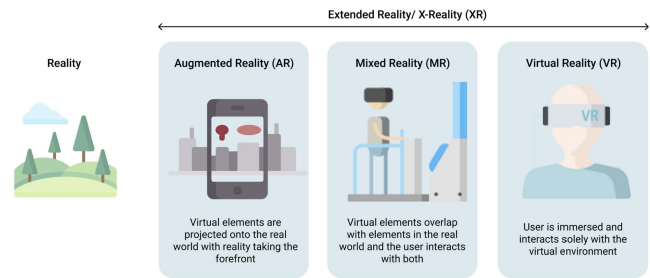 Extended Reality/ X-Reality (XR)
Reality
Augmented Reality (AR)
Virtual elements are
projected onto the real
world with reality taking the
forefront
Mixed Reality (MR)
Virtual elements overlap
with elements in the real
world and the user interacts
with both
Virtual Reality (VR)
VR
User is immersed and
interacts solely with the
virtual environment